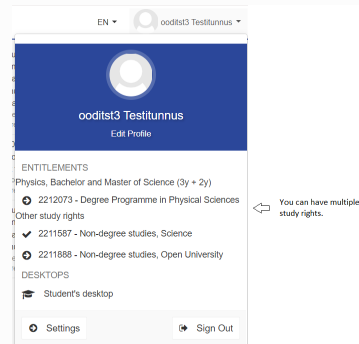 EN
ooditst3 Testitunnus
ooditst3 Testitunnus
Edit Profile
ENTITLEMENTS
Physics, Bachelor and Master of Science (3y + 2y)
2212073 - Degree Programme in Physical Sciences
Other study rights
2211587 - Non-degree studies, Science
2211888 - Non-degree studies, Open University
DESKTOPS
Student's desktop
Settings
Sign Out
You can have multiple
study rights.